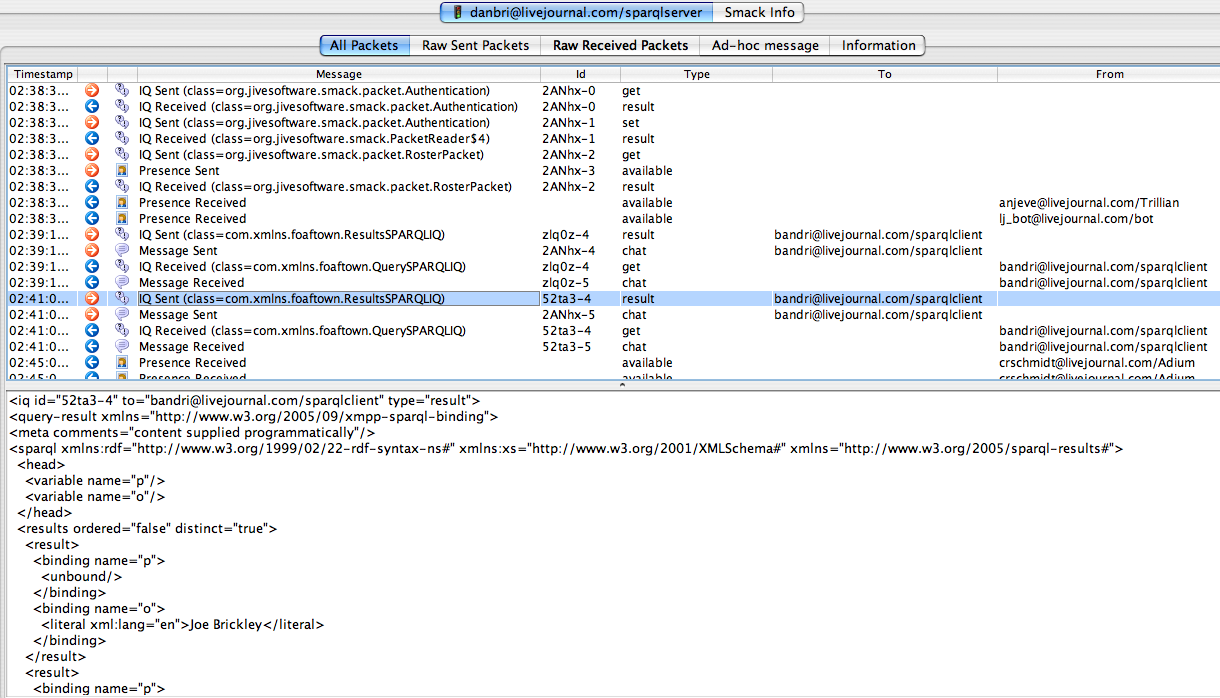 danbri@livejournal.com/sparqlserver Smack Info
All Packets Raw Sent Packets Raw Received Packets Ad-hoc message Information
Timestamp Message Id Type To From
02:38:3... IQ Sent (class=org.jivesoftware.smack.packet.Authentication) 2ANhx-0 get
02:38:3... IQ Received (class=org.jivesoftware.smack.packet.Authentication) 2ANhx-0 result
02:38:3... IQ Sent (class=org.jivesoftware.smack.packet.Authentication) 2ANhx-1 set
02:38:3... IQ Received (class=org.jivesoftware.smack.PacketReader$4) 2ANhx-1 result
02:38:3... IQ Sent (class=org.jivesoftware.smack.packet.RosterPacket) 2ANhx-2 get
02:38:3... Presence Sent 2ANhx-3 available
02:38:3... IQ Received (class=org.jivesoftware.smack.packet.RosterPacket) 2ANhx-2 result
02:38:3... Presence Received available anjeve@livejournal.com/Trillian
02:38:3... Presence Received available lj_bot@livejournal.com/bot
02:39:1... IQ Sent (class=com.xmlns.foaftown.ResultsSPARQLIQ) zlq0z-4 result bandri@livejournal.com/sparqlclient
02:39:1... Message Sent 2ANhx-4 chat bandri@livejournal.com/sparqlclient
02:39:1... IQ Received (class=com.xmlns.foaftown.QuerySPARQLIQ) zlq0z-4 get bandri@livejournal.com/sparqlclient
02:39:1... Message Received zlq0z-5 chat bandri@livejournal.com/sparqlclient
02:41:0... IQ Sent (class=com.xmlns.foaftown.ResultsSPARQLIQ) 52ta3-4 result bandri@livejournal.com/sparqlclient
02:41:0... Message Sent 2ANhx-5 chat bandri@livejournal.com/sparqlclient
02:41:0... IQ Received (class=com.xmlns.foaftown.QuerySPARQLIQ) 52ta3-4 get bandri@livejournal.com/sparqlclient
02:41:0... Message Received 52ta3-5 chat bandri@livejournal.com/sparqlclient
02:45:0... Presence Received available crschmidt@livejournal.com/Adium
02:45:0... Presence Received available crschmidt@livejournal.com/Adium
<iq id="52ta3-4" to="bandri@livejournal.com/sparqlclient" type="result">
<query-result xmlns="http://www.w3.org/2005/09/xmpp-sparql-binding">
<meta comments="content supplied programmatically"/>
<sparql xmlns:rdf="http://www.w3.org/1999/02/22-rdf-syntax-ns#" xmlns:xs="http://www.w3.org/2001/XMLSchema#" xmlns="http://www.w3.org/2005/sparql-results#">
<head>
<variable name="p"/>
<variable name="o"/>
</head>
<results ordered="false" distinct="true">
<result>
<binding name="p">
<unbound/>
</binding>
<binding name="o">
<literal xml:lang="en">Joe Brickley</literal>
</binding>
</result>
<result>
<binding name="p">